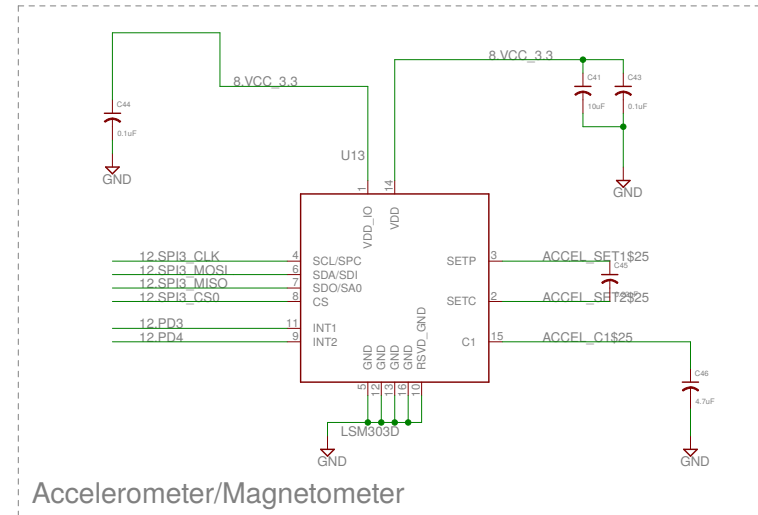 8.VCC_3.3
8.VCC_3.3
C44
0.1uF
GND
C41
10uF
C43
0.1uF
GND
U13
1
14
VDD_IO
VDD
12.SPI3_CLK
4
SCL/SPC
12.SPI3_MOSI
6
SDA/SDI
12.SPI3_MISO
7
SDO/SA0
12.SPI3_CS0
8
CS
12.PD3
11
INT1
12.PD4
9
INT2
SETP
3
ACCEL_SET1$25
C45
SETC
2
ACCEL_SET2$25
C1
15
ACCEL_C1$25
C46
4.7uF
GND
GND
GND
GND
GND
RSVD_GND
5
12
13
16
10
LSM303D
GND
Accelerometer/Magnetometer